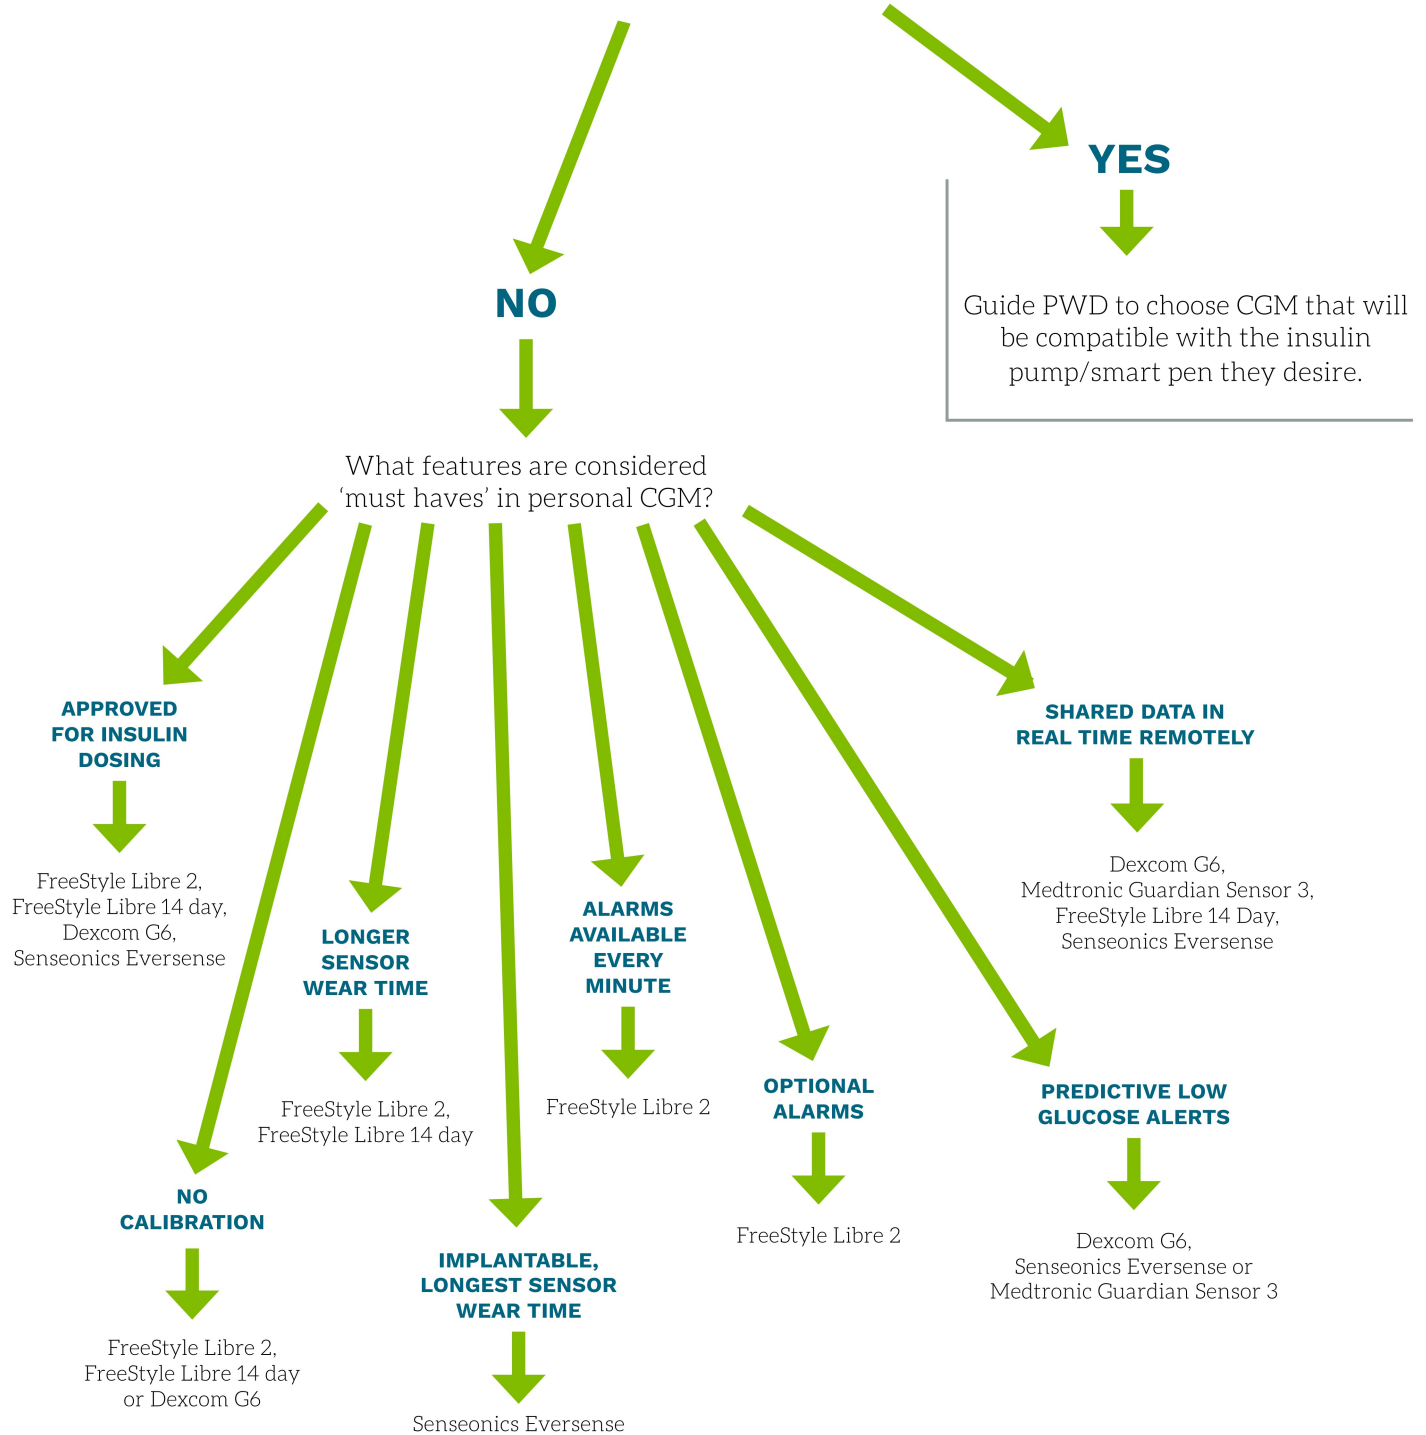 YES
Guide PWD to choose CGM that will
be compatible with the insulin
pump/smart pen they desire.
NO
What features are considered
‘must haves’ in personal CGM?
APPROVED
FOR INSULIN
DOSING
FreeStyle Libre 2,
FreeStyle Libre 14 day,
Dexcom G6,
Senseonics Eversense
NO
CALIBRATION
FreeStyle Libre 2,
FreeStyle Libre 14 day
or Dexcom G6
LONGER
SENSOR
WEAR TIME
FreeStyle Libre 2,
FreeStyle Libre 14 day
IMPLANTABLE,
LONGEST SENSOR
WEAR TIME
Senseonics Eversense
ALARMS
AVAILABLE
EVERY
MINUTE
FreeStyle Libre 2
OPTIONAL
ALARMS
FreeStyle Libre 2
PREDICTIVE LOW
GLUCOSE ALERTS
Dexcom G6,
Senseonics Eversense or
Medtronic Guardian Sensor 3
SHARED DATA IN
REAL TIME REMOTELY
Dexcom G6,
Medtronic Guardian Sensor 3,
FreeStyle Libre 14 Day,
Senseonics Eversense